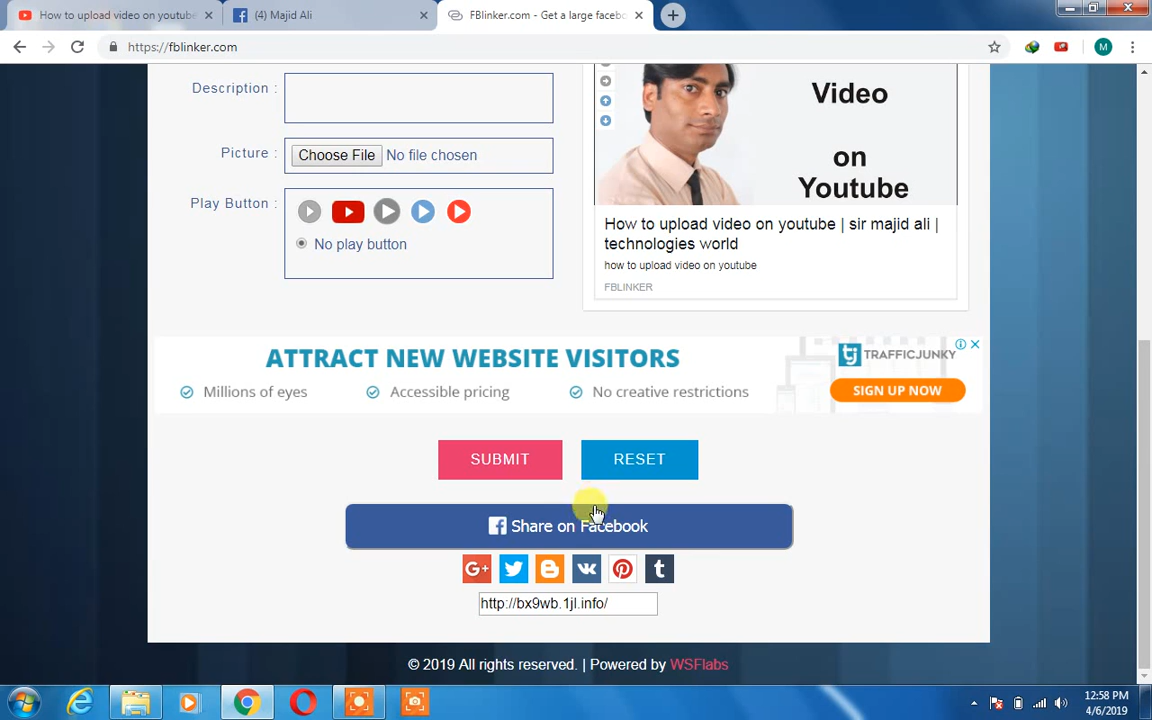 How to upload video on youtube
(4) Majid Ali
FBlinker.com - Get a large facebo
https://fblinker.com
M
Description :
Picture :
Choose File No file chosen
Play Button :
No play button
Video
on
Youtube
How to upload video on youtube | sir majid ali |
technologies world
how to upload video on youtube
FBLINKER
ATTRACT NEW WEBSITE VISITORS
Millions of eyes
Accessible pricing
No creative restrictions
tj TRAFFICJUNKY
SIGN UP NOW
SUBMIT
RESET
Share on Facebook
G+
http://bx9wb.1jl.info/
© 2019 All rights reserved. | Powered by WSFlabs
12:58 PM
4/6/2019